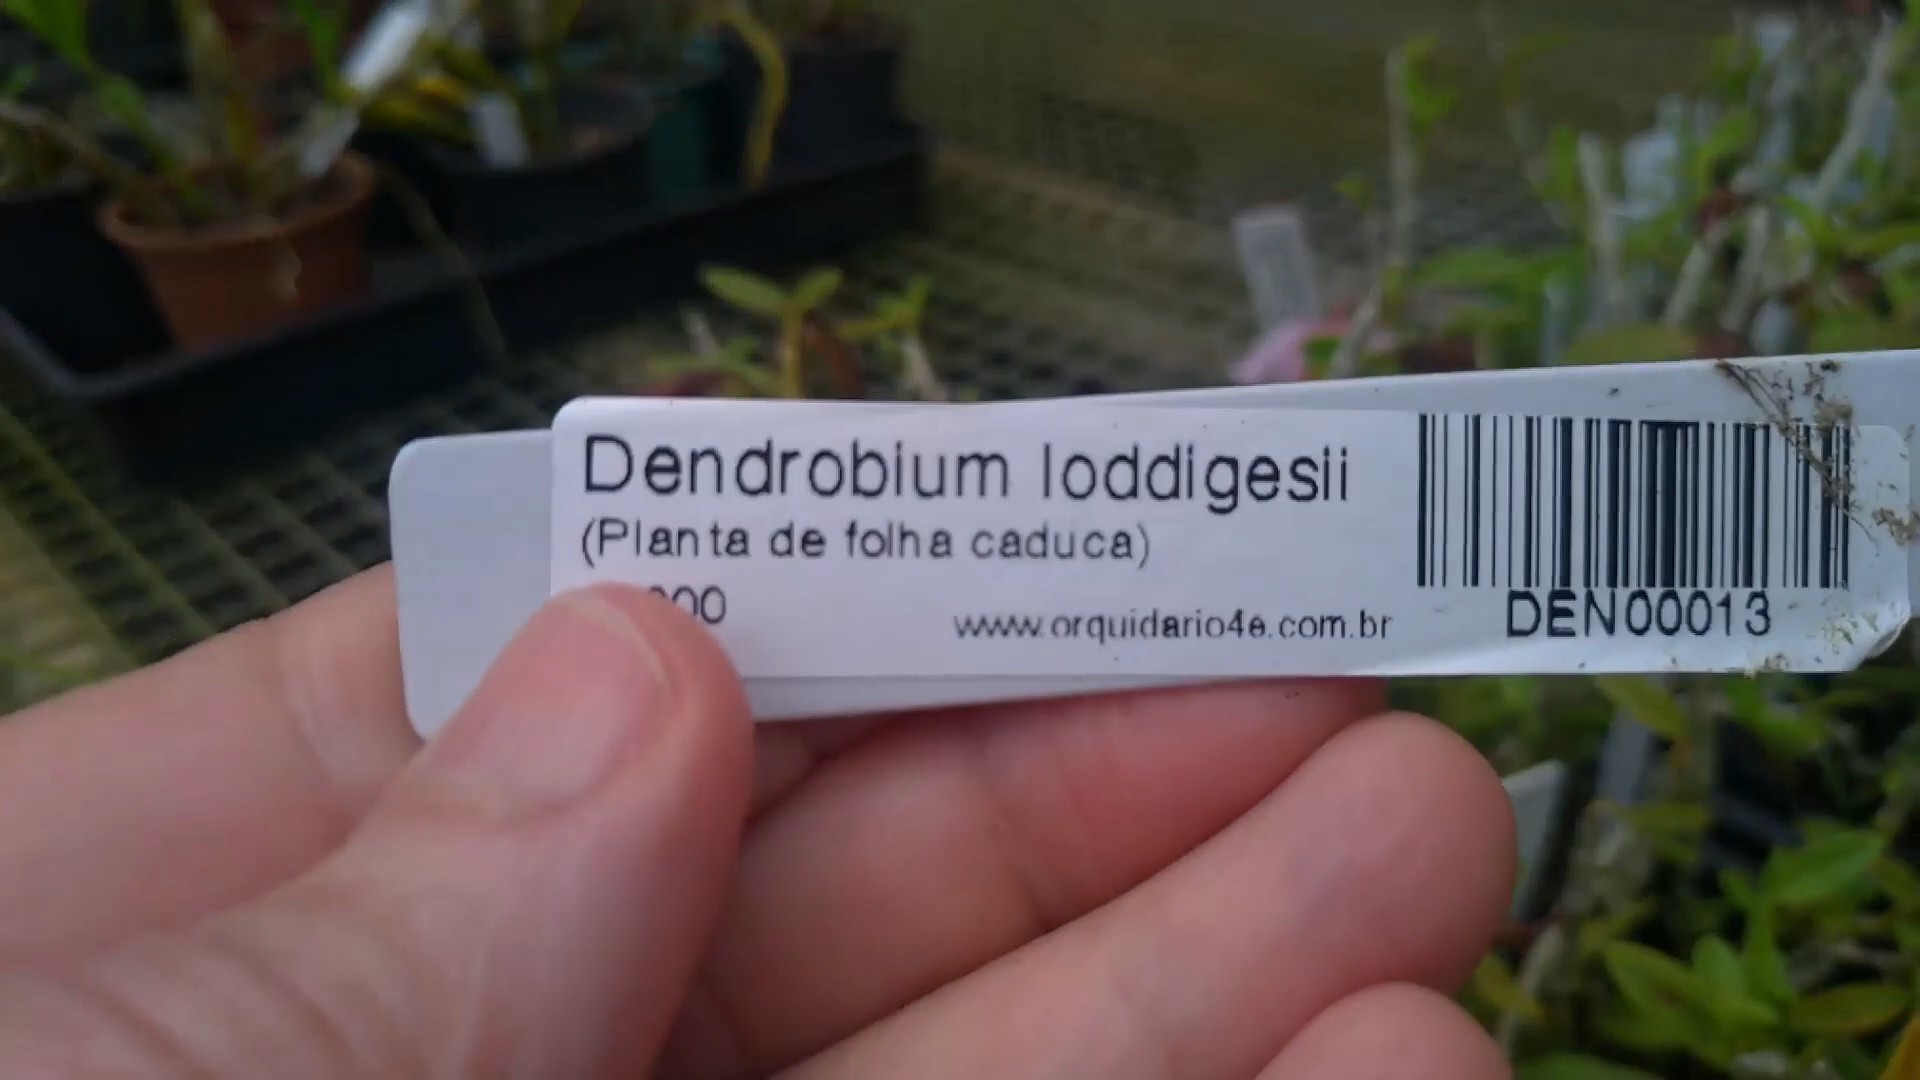 Dendrobium loddigesii
(Planta de folha caduca)
www.orquidario4e.com.br
DEN00013